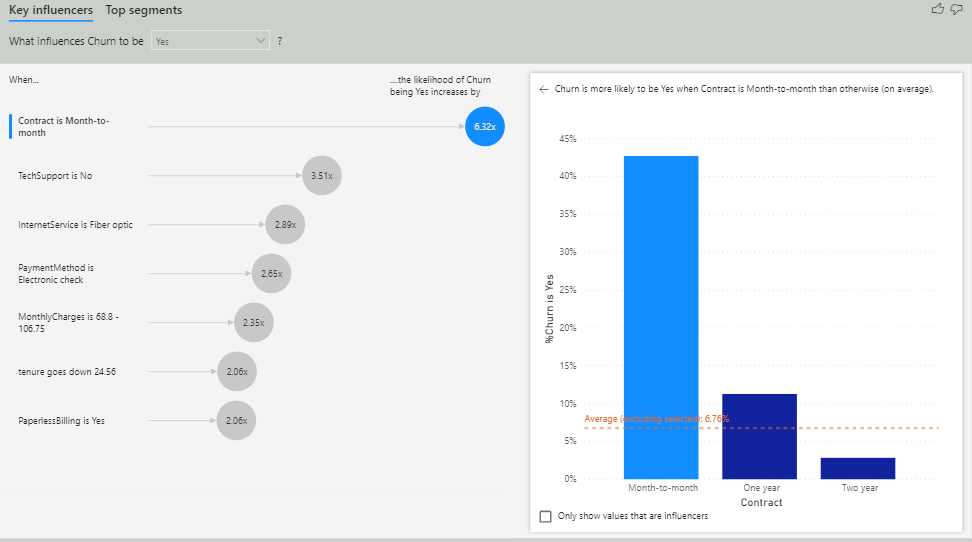 Key influencers Top segments
What influences Churn to be Yes ?
When...
....the likelihood of Churn
being Yes increases by
Contract is Month-to-
month
6.32x
TechSupport is No
3.51x
InternetService is Fiber optic
2.89x
PaymentMethod is
Electronic check
2.65x
MonthlyCharges is 68.8 -
106.75
2.35x
tenure goes down 24.56
2.06x
PaperlessBilling is Yes
2.06x
Churn is more likely to be Yes when Contract is Month-to-month than otherwise (on average).
45%
40%
35%
30%
25%
20%
15%
10%
5%
0%
%Churn is Yes
Average (excluding selected): 6.76%
Month-to-month One year Two year
Contract
Only show values that are influencers